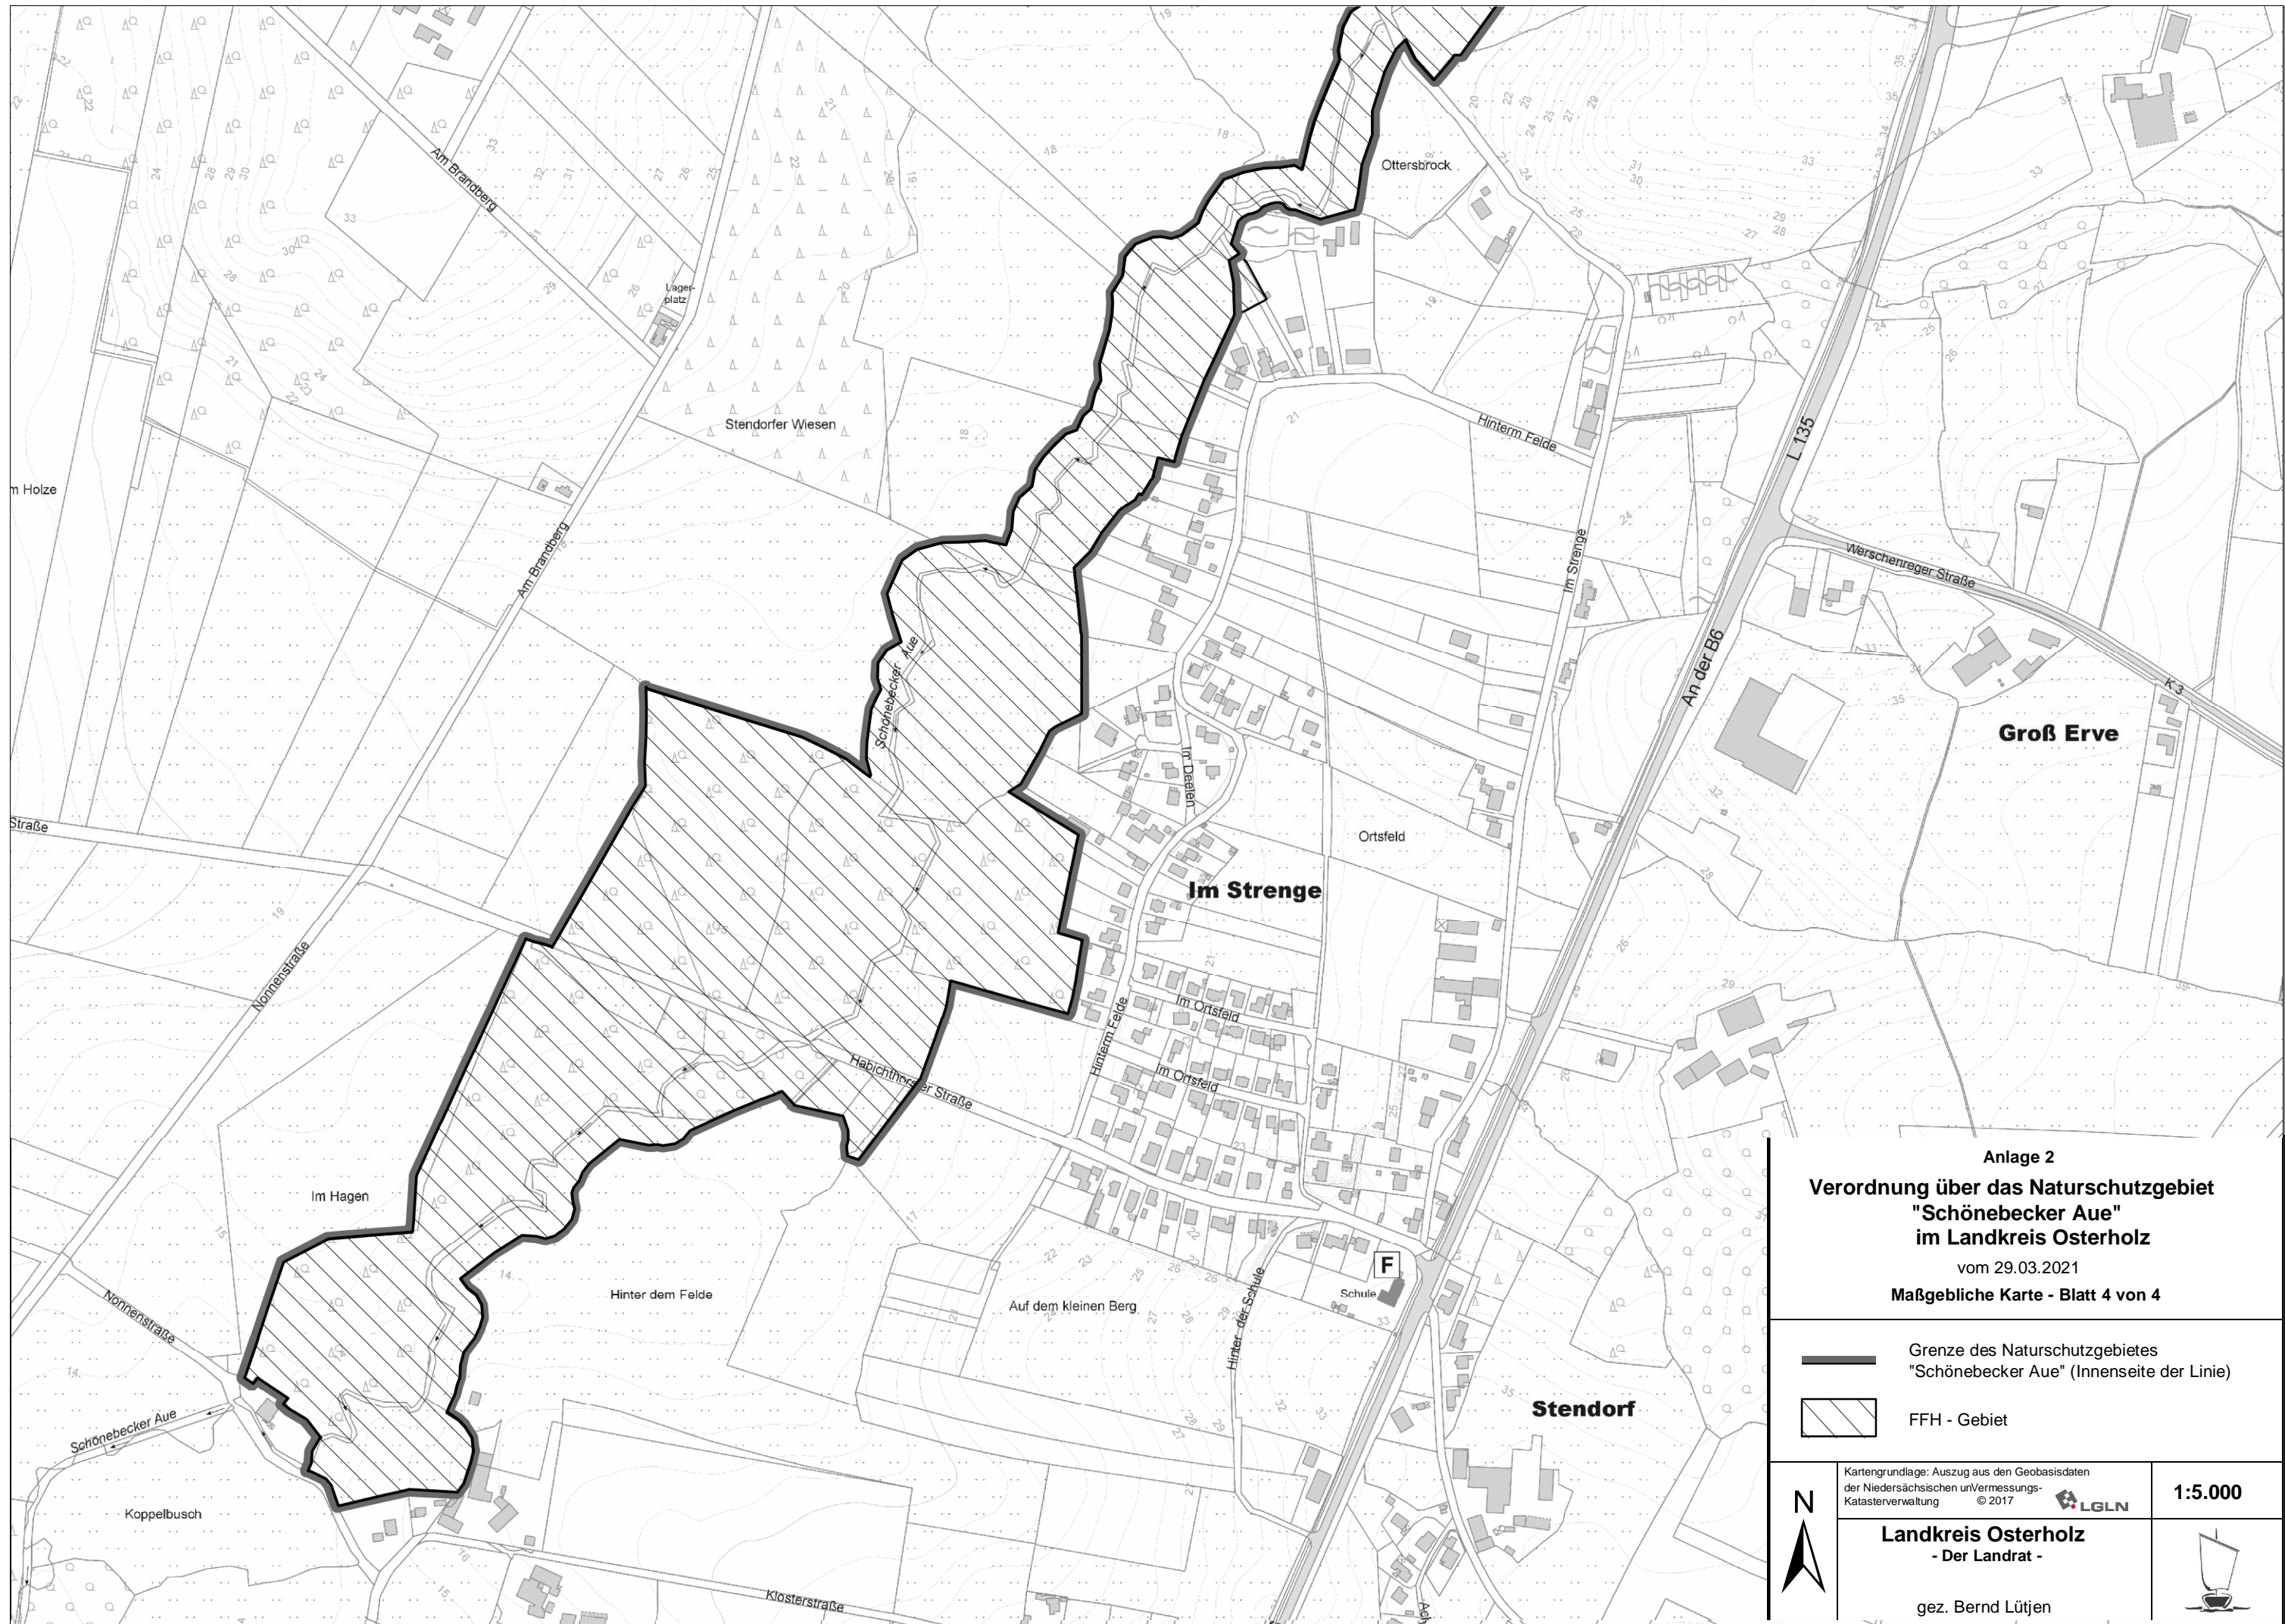 Am Brandberg
Lager-
platz
Ottersbrock
Stendorfer Wiesen
Hinterm Felde
L 135
m Holze
Am Brandberg
Im Strenge
Werschenreger Straße
An der B6
K 3
Groß Erve
Schönebecker Aue
Im Deelen
Straße
Ortsfeld
Im Strenge
Nonnenstraße
Im Ortsfeld
Hinterm Felde
Im Ortsfeld
Habichthorster Straße
Im Hagen
Hinter dem Felde
Auf dem kleinen Berg
Hinter der Schule
F
Schule
Nonnenstraße
Schönebecker Aue
Stendorf
Koppelbusch
Klosterstraße
Ach
Anlage 2
Verordnung über das Naturschutzgebiet
"Schönebecker Aue"
im Landkreis Osterholz
vom 29.03.2021
Maßgebliche Karte - Blatt 4 von 4
Grenze des Naturschutzgebietes
"Schönebecker Aue" (Innenseite der Linie)
FFH - Gebiet
N
Kartengrundlage: Auszug aus den Geobasisdaten
der Niedersächsischen unVermessungs-
Katasterverwaltung © 2017
LGLN
1:5.000
Landkreis Osterholz
- Der Landrat -
gez. Bernd Lütjen